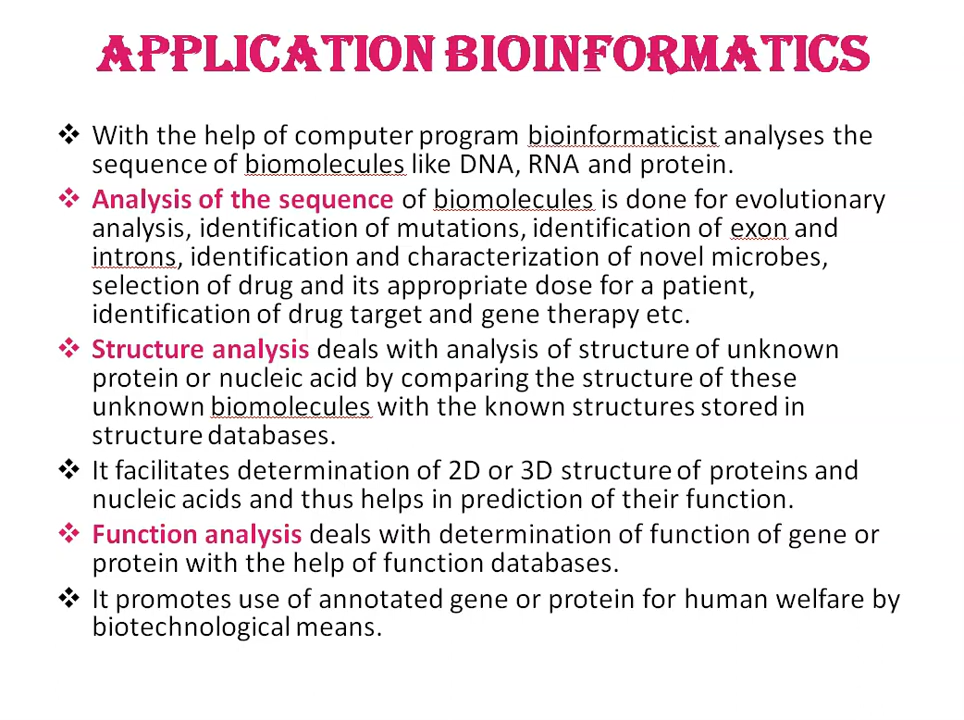 APPLICATION BIOINFORMATICS
❖ With the help of computer program bioinformaticist analyses the
sequence of biomolecules like DNA, RNA and protein.
❖ Analysis of the sequence of biomolecules is done for evolutionary
analysis, identification of mutations, identification of exon and
introns, identification and characterization of novel microbes,
selection of drug and its appropriate dose for a patient,
identification of drug target and gene therapy etc.
❖ Structure analysis deals with analysis of structure of unknown
protein or nucleic acid by comparing the structure of these
unknown biomolecules with the known structures stored in
structure databases.
❖ It facilitates determination of 2D or 3D structure of proteins and
nucleic acids and thus helps in prediction of their function.
❖ Function analysis deals with determination of function of gene or
protein with the help of function databases.
❖ It promotes use of annotated gene or protein for human welfare by
biotechnological means.